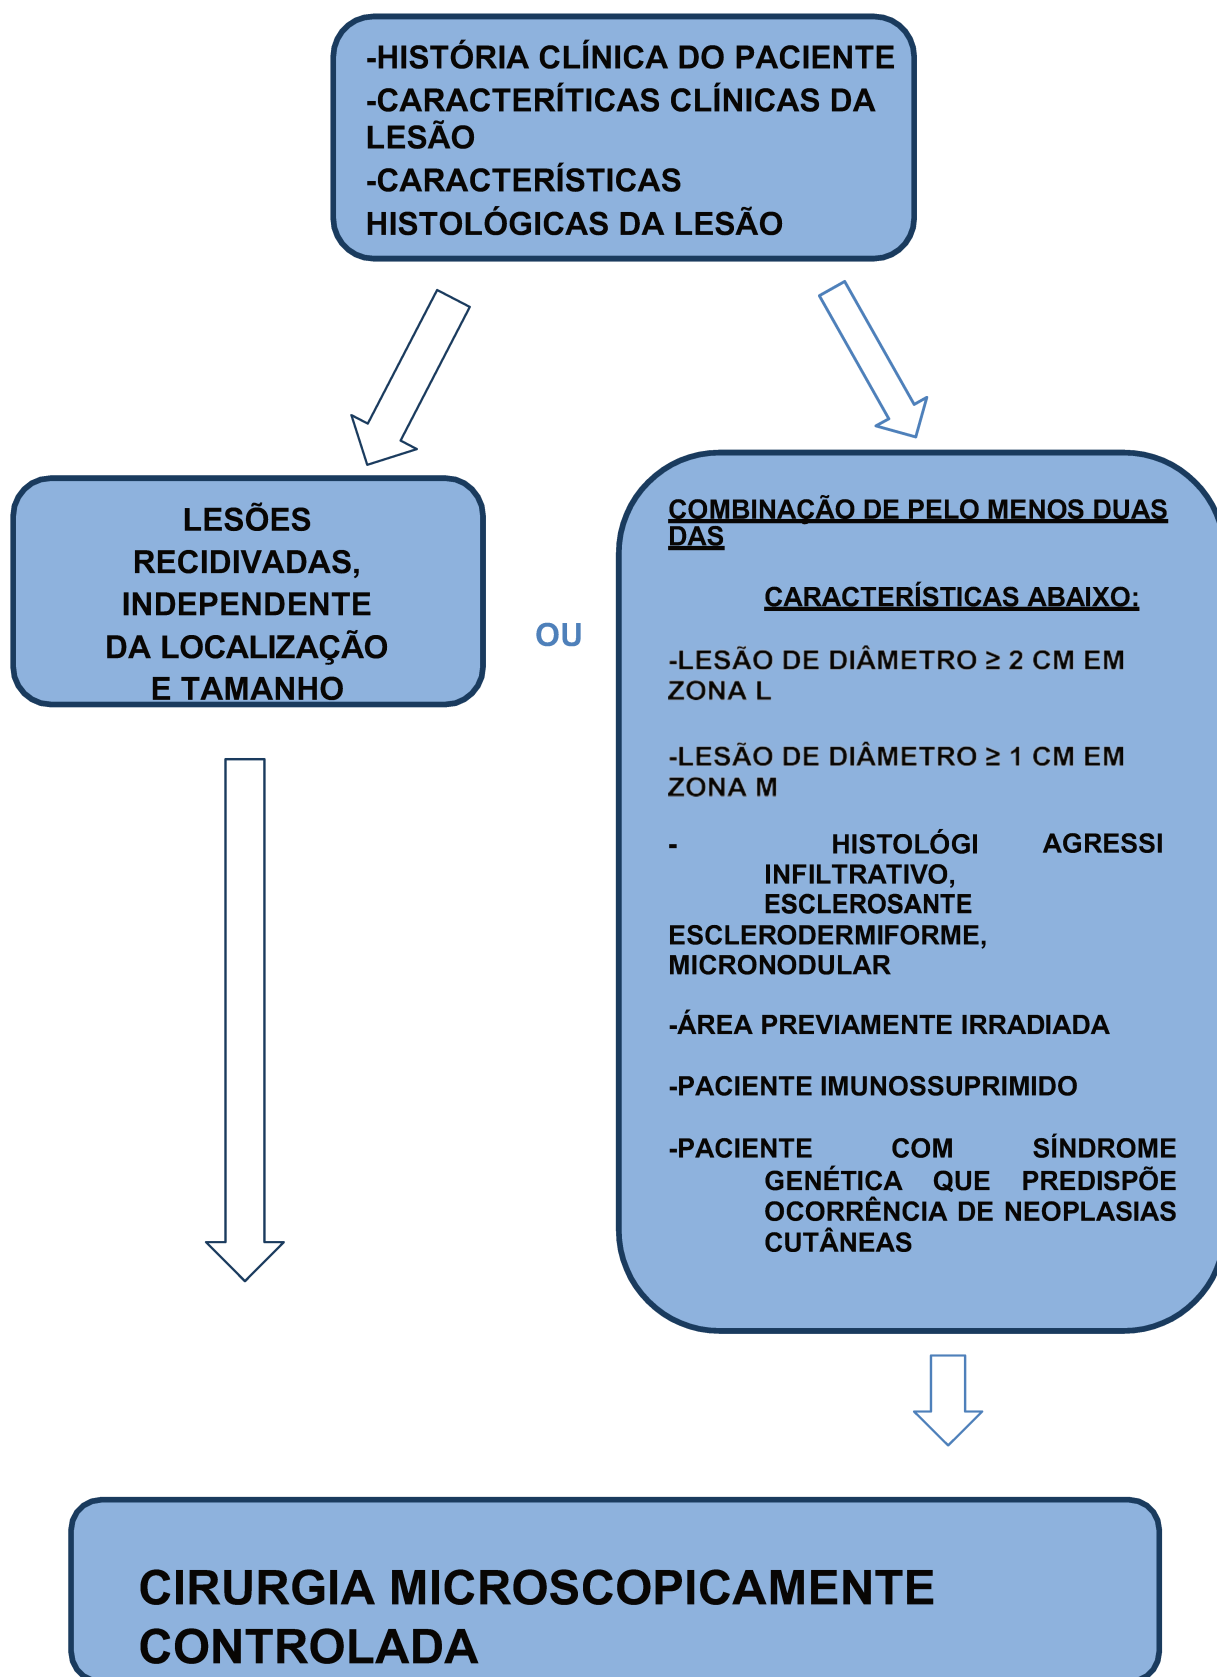 -HISTÓRIA CLÍNICA DO PACIENTE
-CARACTERÍTICAS CLÍNICAS DA
LESÃO
-CARACTERÍSTICAS
HISTOLÓGICAS DA LESÃO
LESÕES
RECIDIVADAS,
INDEPENDENTE
DA LOCALIZAÇÃO
E TAMANHO
OU
COMBINAÇÃO DE PELO MENOS DUAS
DAS
CARACTERÍSTICAS ABAIXO:
-LESÃO DE DIÂMETRO ≥ 2 CM EM
ZONA L
-LESÃO DE DIÂMETRO ≥ 1 CM EM
ZONA M
- HISTOLÓGI AGRESSI
INFILTRATIVO,
ESCLEROSANTE
ESCLERODERMIFORME,
MICRONODULAR
-ÁREA PREVIAMENTE IRRADIADA
-PACIENTE IMUNOSSUPRIMIDO
-PACIENTE COM SÍNDROME
GENÉTICA QUE PREDISPÕE
OCORRÊNCIA DE NEOPLASIAS
CUTÂNEAS
CIRURGIA MICROSCOPICAMENTE
CONTROLADA